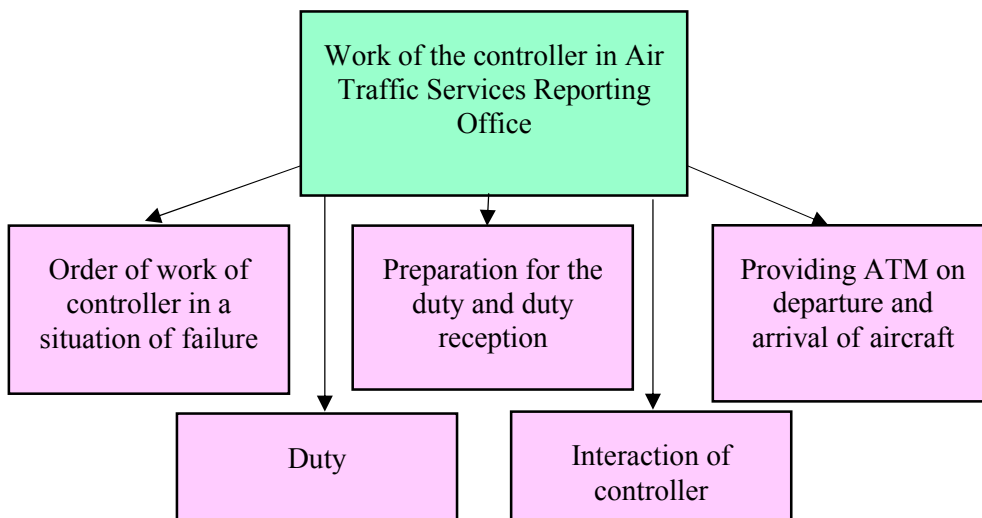 Work of the controller in Air
Traffic Services Reporting
Office
Order of work of
controller in a
situation of failure
Preparation for the
duty and duty
reception
Providing ATM on
departure and
arrival of aircraft
Duty
Interaction of
controller